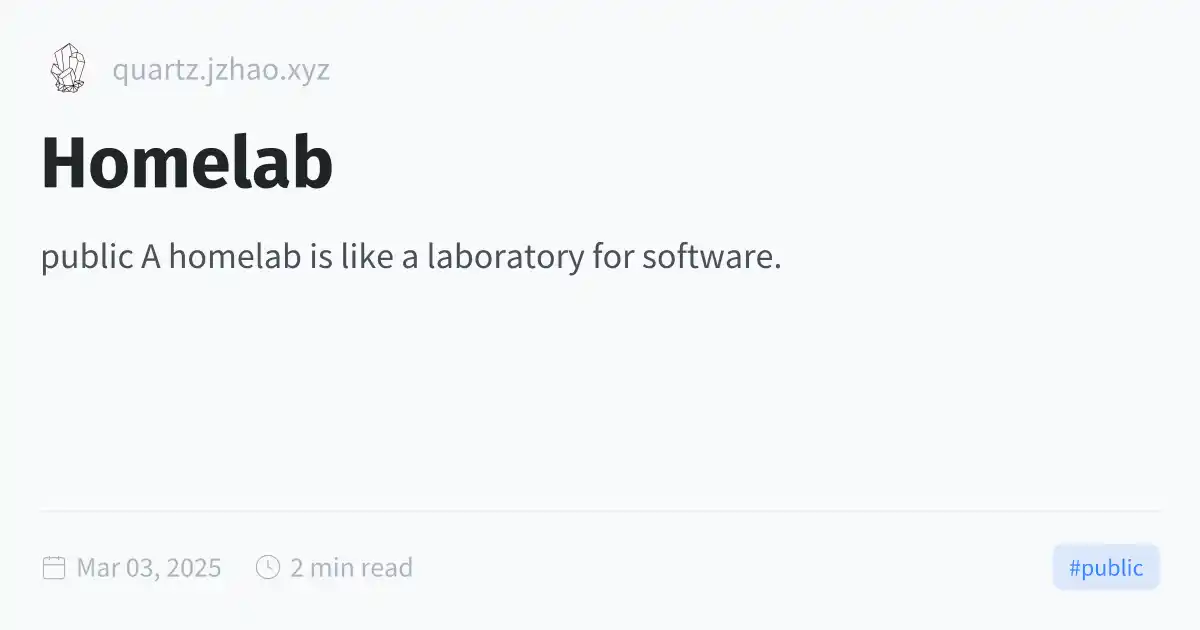 quartz.jzhao.xyz
Homelab
public A homelab is like a laboratory for software.
Mar 03, 2025 2 min read #public